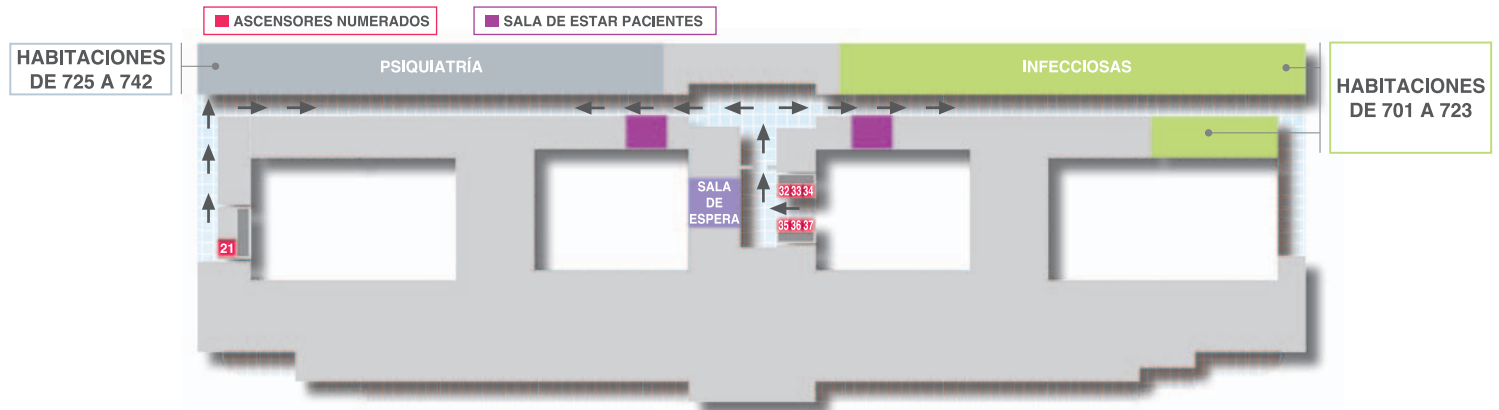 ASCENSORES NUMERADOS
SALA DE ESTAR PACIENTES
HABITACIONES
DE 725 A 742
PSIQUIATRÍA
INFECCIOSAS
HABITACIONES
DE 701 A 723
SALA
DE
ESPERA
32 33 34
35 36 37
21